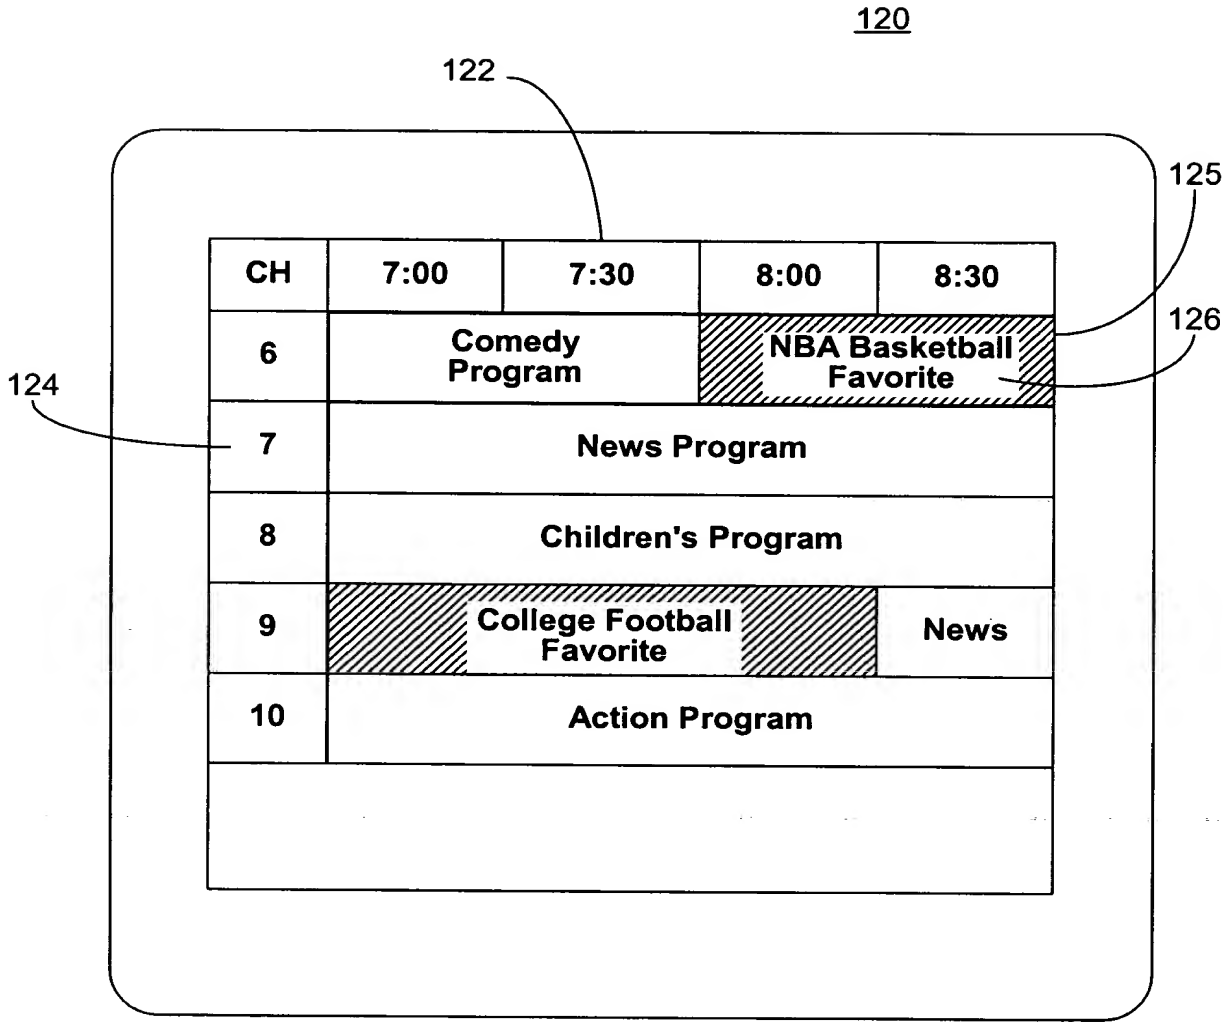 120
122
125
CH 7:00 7:30 8:00 8:30
126
6 Comedy Program NBA Basketball Favorite
124
7 News Program
8 Children's Program
9 College Football Favorite News
10 Action Program